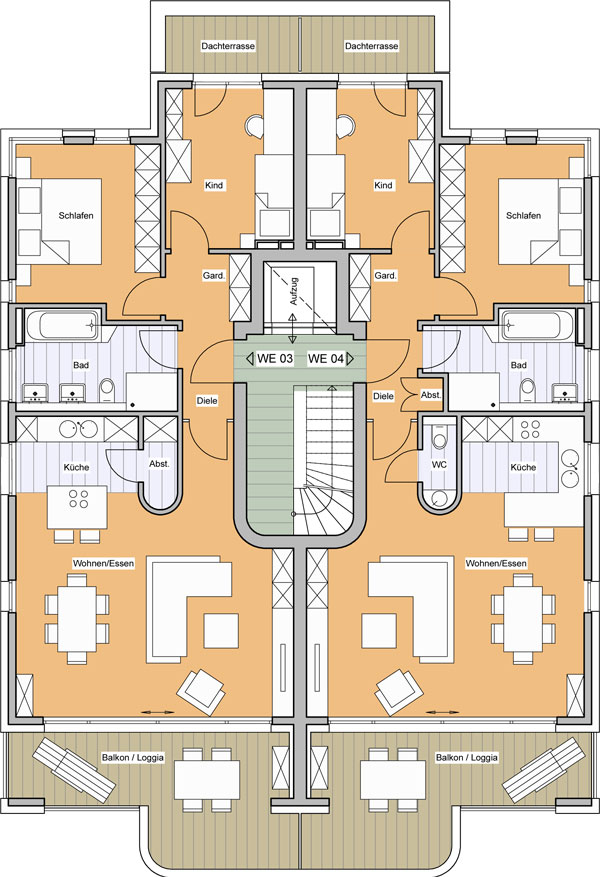 Dachterrasse
Dachterrasse
Kind
Kind
Schlafen
Schlafen
Gard.
Aufzug
Gard.
WE 03
WE 04
Bad
Bad
Diele
Diele
Abst.
Küche
Abst.
WC
Küche
Wohnen/Essen
Wohnen/Essen
Balkon / Loggia
Balkon / Loggia